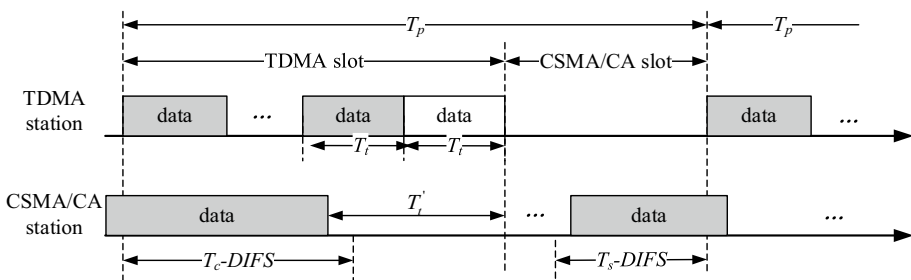 T_p T_p
TDMA slot CSMA/CA slot
TDMA station data ... data data data ...
T_t T_t
CSMA/CA station data T_t' ... data ...
T_c-DIFS T_s-DIFS